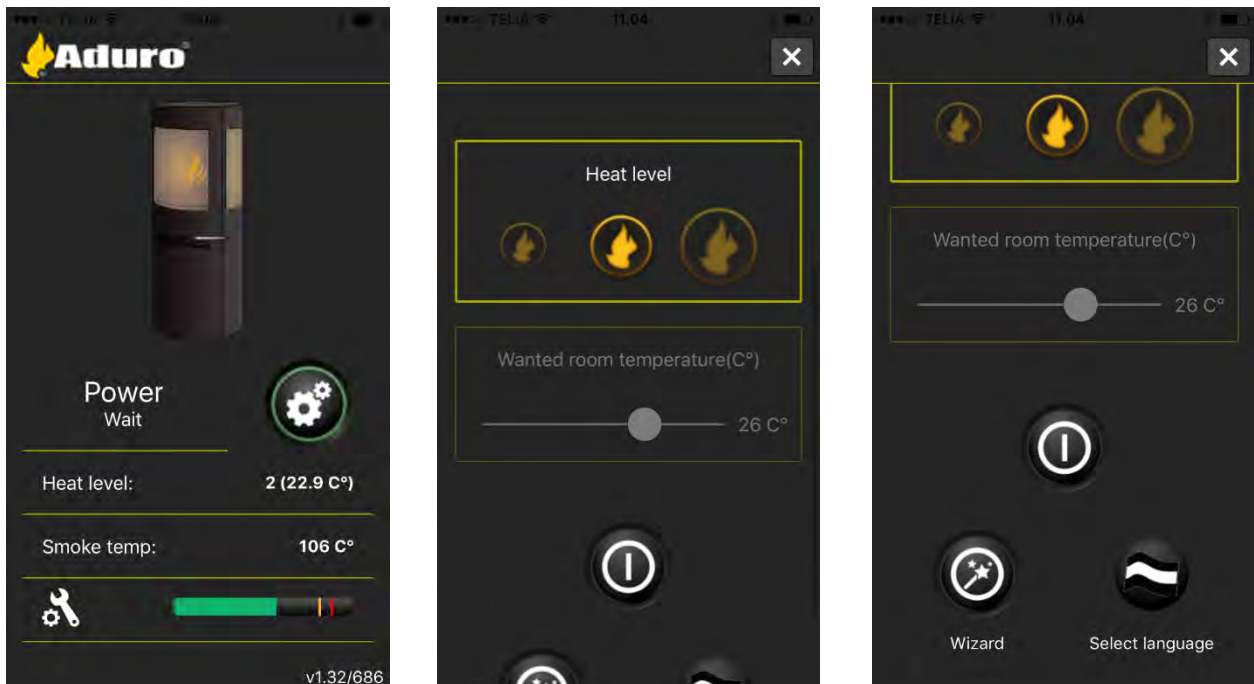 Aduro
Power
Wait
Heat level: 2 (22.9 C°)
Smoke temp: 106 C°
v1.32/686
TELIA 11.04
Heat level
Wanted room temperature(C°)
26 C°
TELIA 11.04
Wanted room temperature(C°)
26 C°
Wizard
Select language